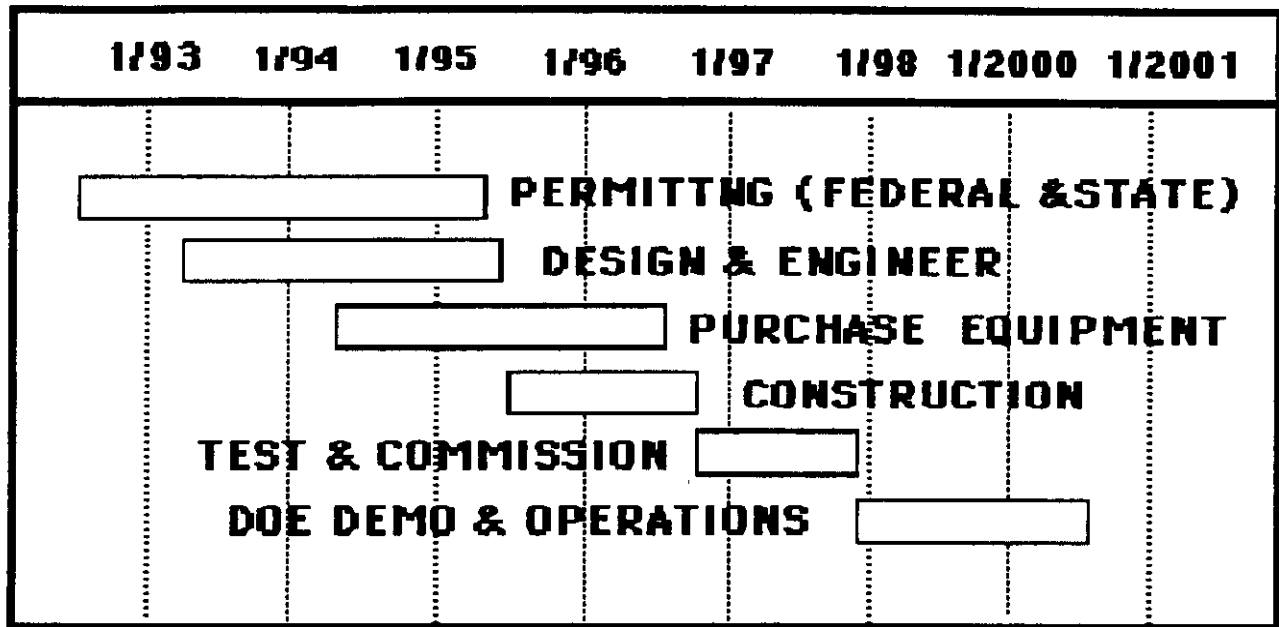 1/93 1/94 1/95 1/96 1/97 1/98 1/2000 1/2001
PERMITTNG (FEDERAL &STATE)
DESIGN & ENGINEER
PURCHASE EQUIPMENT
CONSTRUCTION
TEST & COMMISSION
DOE DEMO & OPERATIONS